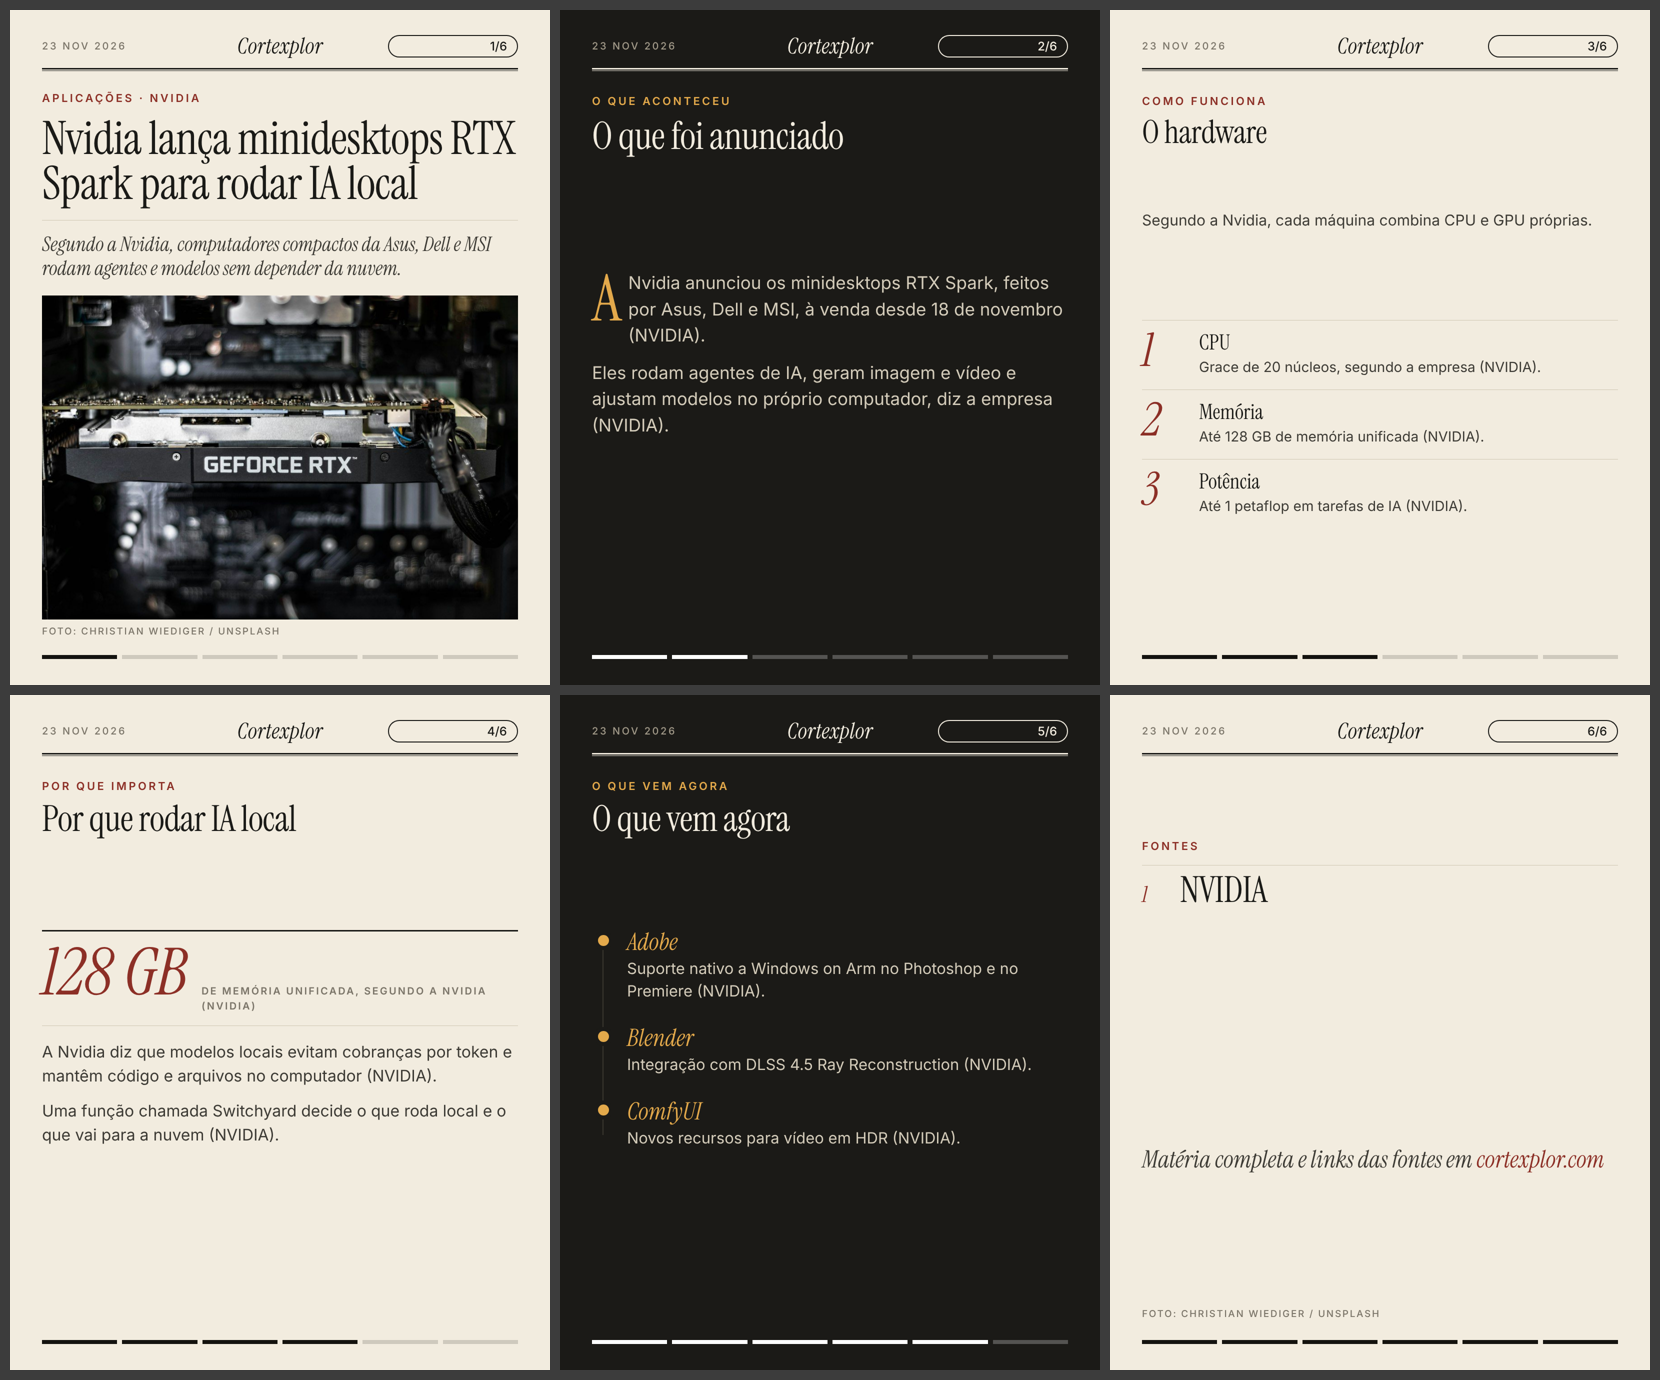 23 NOV 2026
Cortexplor
1/6
APLICAÇÕES · NVIDIA
Nvidia lança minidesktops RTX
Spark para rodar IA local
Segundo a Nvidia, computadores compactos da Asus, Dell e MSI
rodam agentes e modelos sem depender da nuvem.
GEFORCE RTX™
FOTO: CHRISTIAN WIEDIGER / UNSPLASH
23 NOV 2026
Cortexplor
2/6
O QUE ACONTECEU
O que foi anunciado
A Nvidia anunciou os minidesktops RTX Spark, feitos
por Asus, Dell e MSI, à venda desde 18 de novembro
(NVIDIA).
Eles rodam agentes de IA, geram imagem e vídeo e
ajustam modelos no próprio computador, diz a empresa
(NVIDIA).
23 NOV 2026
Cortexplor
3/6
COMO FUNCIONA
O hardware
Segundo a Nvidia, cada máquina combina CPU e GPU próprias.
1
CPU
Grace de 20 núcleos, segundo a empresa (NVIDIA).
2
Memória
Até 128 GB de memória unificada (NVIDIA).
3
Potência
Até 1 petaflop em tarefas de IA (NVIDIA).
23 NOV 2026
Cortexplor
4/6
POR QUE IMPORTA
Por que rodar IA local
128 GB
DE MEMÓRIA UNIFICADA, SEGUNDO A NVIDIA
(NVIDIA)
A Nvidia diz que modelos locais evitam cobranças por token e
mantêm código e arquivos no computador (NVIDIA).
Uma função chamada Switchyard decide o que roda local e o
que vai para a nuvem (NVIDIA).
23 NOV 2026
Cortexplor
5/6
O QUE VEM AGORA
O que vem agora
Adobe
Suporte nativo a Windows on Arm no Photoshop e no
Premiere (NVIDIA).
Blender
Integração com DLSS 4.5 Ray Reconstruction (NVIDIA).
ComfyUI
Novos recursos para vídeo em HDR (NVIDIA).
23 NOV 2026
Cortexplor
6/6
FONTES
1 NVIDIA
Matéria completa e links das fontes em cortexplor.com
FOTO: CHRISTIAN WIEDIGER / UNSPLASH